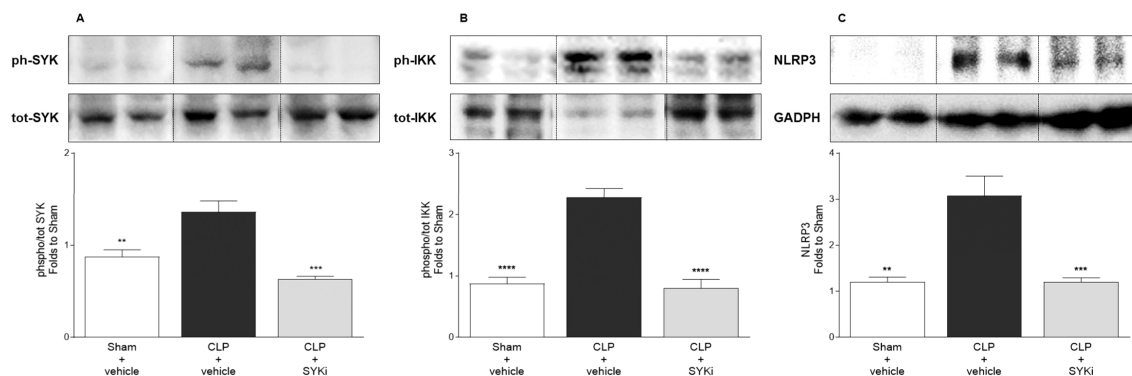 A
ph-SYK
tot-SYK
2
1
0
phspho/tot SYK
Folds to Sham
**
***
Sham
+
vehicle
CLP
+
vehicle
CLP
+
SYKi
B
ph-IKK
tot-IKK
3
2
1
0
phospho/tot IKK
Folds to Sham
****
****
Sham
+
vehicle
CLP
+
vehicle
CLP
+
SYKi
C
NLRP3
GADPH
4
3
2
1
0
NLRP3
Folds to Sham
**
***
Sham
+
vehicle
CLP
+
vehicle
CLP
+
SYKi